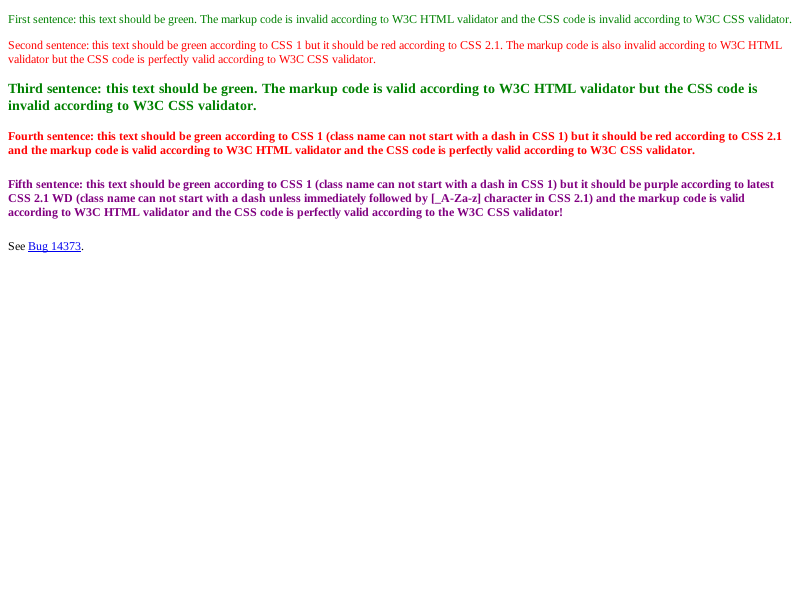 First sentence: this text should be green. The markup code is invalid according to W3C HTML validator and the CSS code is invalid according to W3C CSS validator.
Second sentence: this text should be green according to CSS 1 but it should be red according to CSS 2.1. The markup code is also invalid according to W3C HTML
validator but the CSS code is perfectly valid according to W3C CSS validator.
Third sentence: this text should be green. The markup code is valid according to W3C HTML validator but the CSS code is
invalid according to W3C CSS validator.
Fourth sentence: this text should be green according to CSS 1 (class name can not start with a dash in CSS 1) but it should be red according to CSS 2.1
and the markup code is valid according to W3C HTML validator and the CSS code is perfectly valid according to W3C CSS validator.
Fifth sentence: this text should be green according to CSS 1 (class name can not start with a dash in CSS 1) but it should be purple according to latest
CSS 2.1 WD (class name can not start with a dash unless immediately followed by [_A-Za-z] character in CSS 2.1) and the markup code is valid
according to W3C HTML validator and the CSS code is perfectly valid according to the W3C CSS validator!
See Bug 14373.